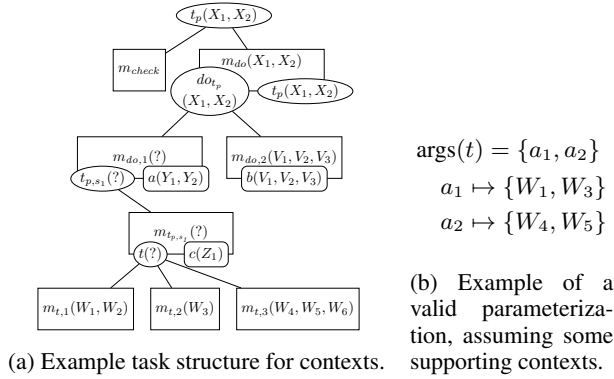 t_p(X_1, X_2)
m_check
m_do(X_1, X_2)
do_{t_p}
(X_1, X_2)
t_p(X_1, X_2)
m_{do,1}(?)
t_{p,s_1}(?)
a(Y_1, Y_2)
m_{do,2}(V_1, V_2, V_3)
b(V_1, V_2, V_3)
m_{t_p,s_1}(?)
t(?)
c(Z_1)
m_{t,1}(W_1, W_2)
m_{t,2}(W_3)
m_{t,3}(W_4, W_5, W_6)
(a) Example task structure for contexts.
args(t) = {a_1, a_2}
a_1 ↦ {W_1, W_3}
a_2 ↦ {W_4, W_5}
(b) Example of a
valid parameteriza-
tion, assuming some
supporting contexts.